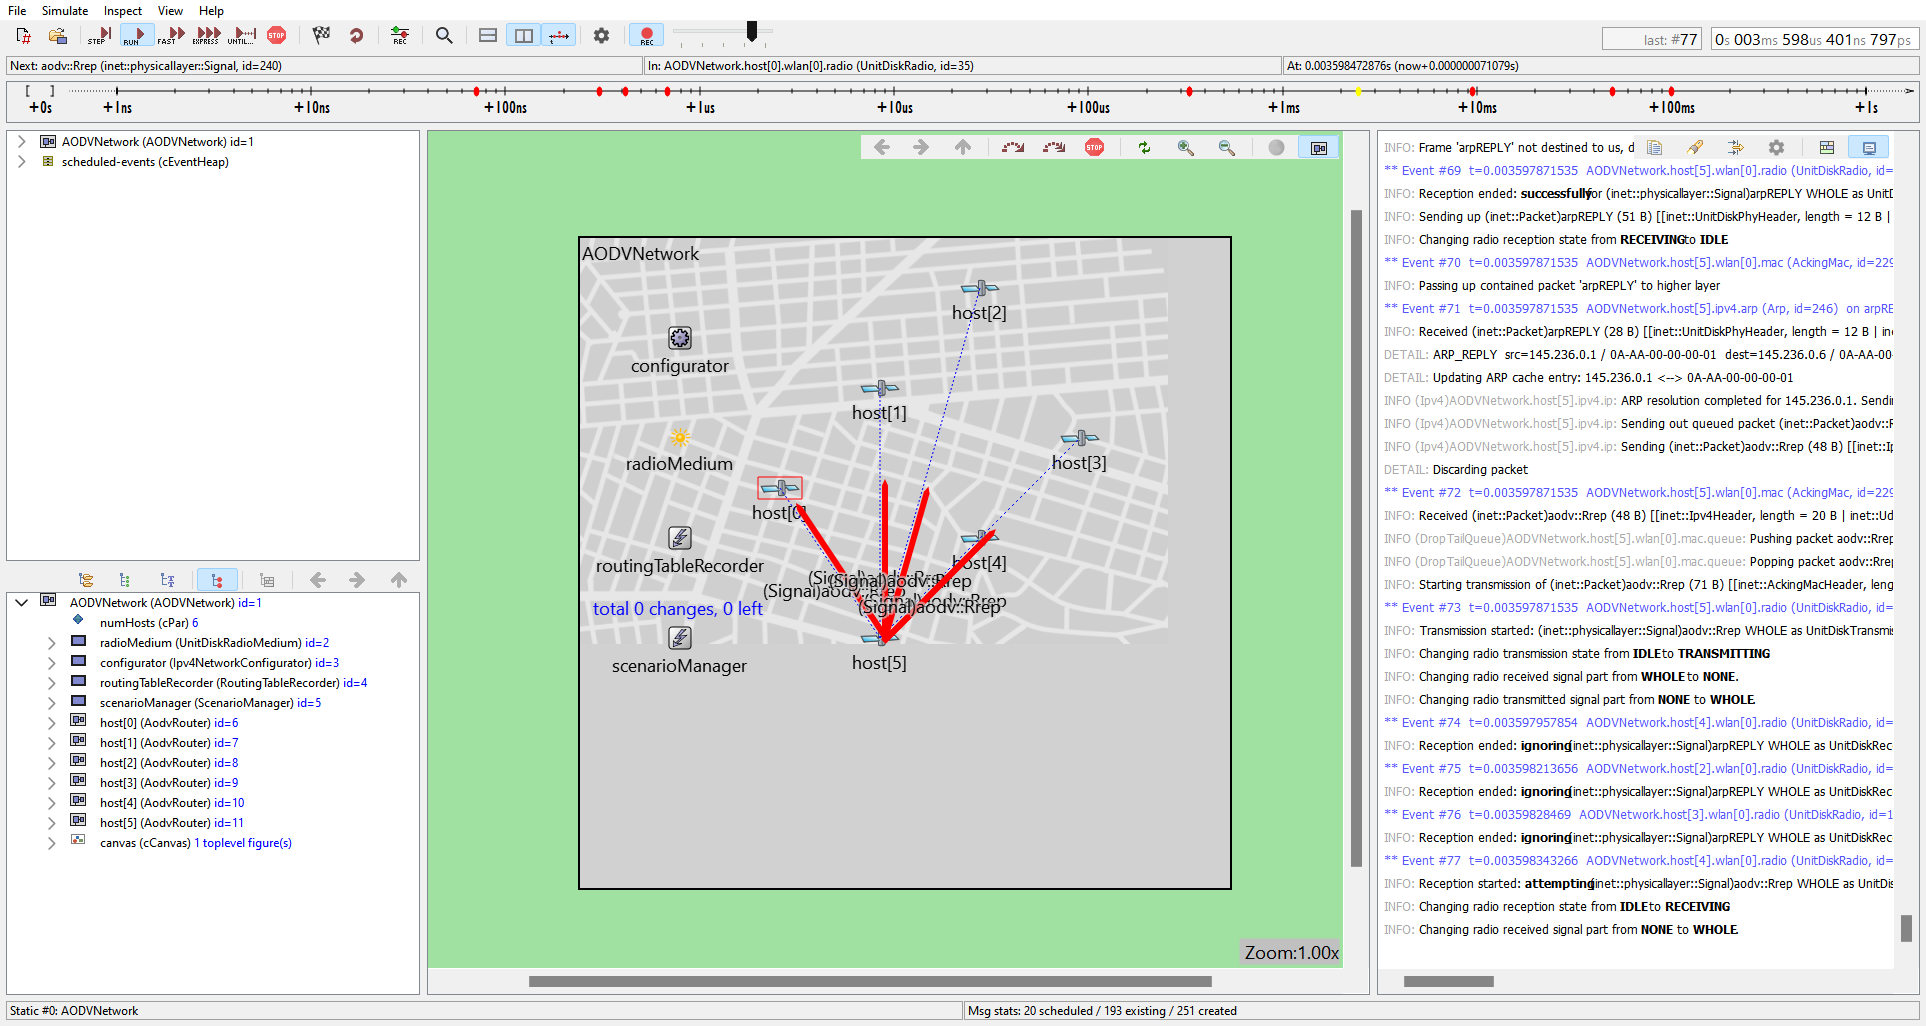 File Simulate Inspect View Help
STEP RUN FAST EXPRESS UNTIL... STOP REC REC
last: #77 0s 003ms 598us 401ns 797ps
Next: aodv::Rrep (inet::physicallayer::Signal, id=240) In: AODVNetwork.host[0].wlan[0].radio (UnitDiskRadio, id=35) At: 0.003598472876s (now+0.000000071079s)
[ ]
+0s +1ns +10ns +100ns +1us +10us +100us +1ms +10ms +100ms +1s
AODVNetwork (AODVNetwork) id=1
scheduled-events (cEventHeap)
AODVNetwork (AODVNetwork) id=1
numHosts (cPar) 6
radioMedium (UnitDiskRadioMedium) id=2
configurator (Ipv4NetworkConfigurator) id=3
routingTableRecorder (RoutingTableRecorder) id=4
scenarioManager (ScenarioManager) id=5
host[0] (AodvRouter) id=6
host[1] (AodvRouter) id=7
host[2] (AodvRouter) id=8
host[3] (AodvRouter) id=9
host[4] (AodvRouter) id=10
host[5] (AodvRouter) id=11
canvas (cCanvas) 1 toplevel figure(s)
STOP
AODVNetwork
host[2]
configurator
host[1]
radioMedium
host[3]
host[0]
host[4]
routingTableRecorder
(Signal)aodv::Rrep
(Signal)aodv::Rrep
(Signal)aodv::Rrep
total 0 changes, 0 left
host[5]
scenarioManager
Zoom:1.00x
INFO: Frame 'arpREPLY' not destined to us, d
** Event #69 t=0.003597871535 AODVNetwork.host[5].wlan[0].radio (UnitDiskRadio, id=
INFO: Reception ended: successfully for (inet::physicallayer::Signal)arpREPLY WHOLE as UnitD
INFO: Sending up (inet::Packet)arpREPLY (51 B) [[inet::UnitDiskPhyHeader, length = 12 B |
INFO: Changing radio reception state from RECEIVING to IDLE
** Event #70 t=0.003597871535 AODVNetwork.host[5].wlan[0].mac (AckingMac, id=229
INFO: Passing up contained packet 'arpREPLY' to higher layer
** Event #71 t=0.003597871535 AODVNetwork.host[5].ipv4.arp (Arp, id=246) on arpRE
INFO: Received (inet::Packet)arpREPLY (28 B) [[inet::UnitDiskPhyHeader, length = 12 B | ine
DETAIL: ARP_REPLY src=145.236.0.1 / 0A-AA-00-00-00-01 dest=145.236.0.6 / 0A-AA-00-
DETAIL: Updating ARP cache entry: 145.236.0.1 <--> 0A-AA-00-00-00-01
INFO (Ipv4)AODVNetwork.host[5].ipv4.ip: ARP resolution completed for 145.236.0.1. Sendi
INFO (Ipv4)AODVNetwork.host[5].ipv4.ip: Sending out queued packet (inet::Packet)aodv::R
INFO (Ipv4)AODVNetwork.host[5].ipv4.ip: Sending (inet::Packet)aodv::Rrep (48 B) [[inet::Ip
DETAIL: Discarding packet
** Event #72 t=0.003597871535 AODVNetwork.host[5].wlan[0].mac (AckingMac, id=229
INFO: Received (inet::Packet)aodv::Rrep (48 B) [[inet::Ipv4Header, length = 20 B | inet::Ud
INFO (DropTailQueue)AODVNetwork.host[5].wlan[0].mac.queue: Pushing packet aodv::Rrep
INFO (DropTailQueue)AODVNetwork.host[5].wlan[0].mac.queue: Popping packet aodv::Rrep
INFO: Starting transmission of (inet::Packet)aodv::Rrep (71 B) [[inet::AckingMacHeader, leng
** Event #73 t=0.003597871535 AODVNetwork.host[5].wlan[0].radio (UnitDiskRadio, id=
INFO: Transmission started: (inet::physicallayer::Signal)aodv::Rrep WHOLE as UnitDiskTransmis
INFO: Changing radio transmission state from IDLE to TRANSMITTING
INFO: Changing radio received signal part from WHOLE to NONE.
INFO: Changing radio transmitted signal part from NONE to WHOLE.
** Event #74 t=0.003597957854 AODVNetwork.host[4].wlan[0].radio (UnitDiskRadio, id=
INFO: Reception ended: ignoring (inet::physicallayer::Signal)arpREPLY WHOLE as UnitDiskRec
** Event #75 t=0.003598213656 AODVNetwork.host[2].wlan[0].radio (UnitDiskRadio, id=
INFO: Reception ended: ignoring (inet::physicallayer::Signal)arpREPLY WHOLE as UnitDiskRec
** Event #76 t=0.00359828469 AODVNetwork.host[3].wlan[0].radio (UnitDiskRadio, id=1
INFO: Reception ended: ignoring (inet::physicallayer::Signal)arpREPLY WHOLE as UnitDiskRec
** Event #77 t=0.003598343266 AODVNetwork.host[4].wlan[0].radio (UnitDiskRadio, id=
INFO: Reception started: attempting (inet::physicallayer::Signal)aodv::Rrep WHOLE as UnitDis
INFO: Changing radio reception state from IDLE to RECEIVING
INFO: Changing radio received signal part from NONE to WHOLE.
Static #0: AODVNetwork Msg stats: 20 scheduled / 193 existing / 251 created